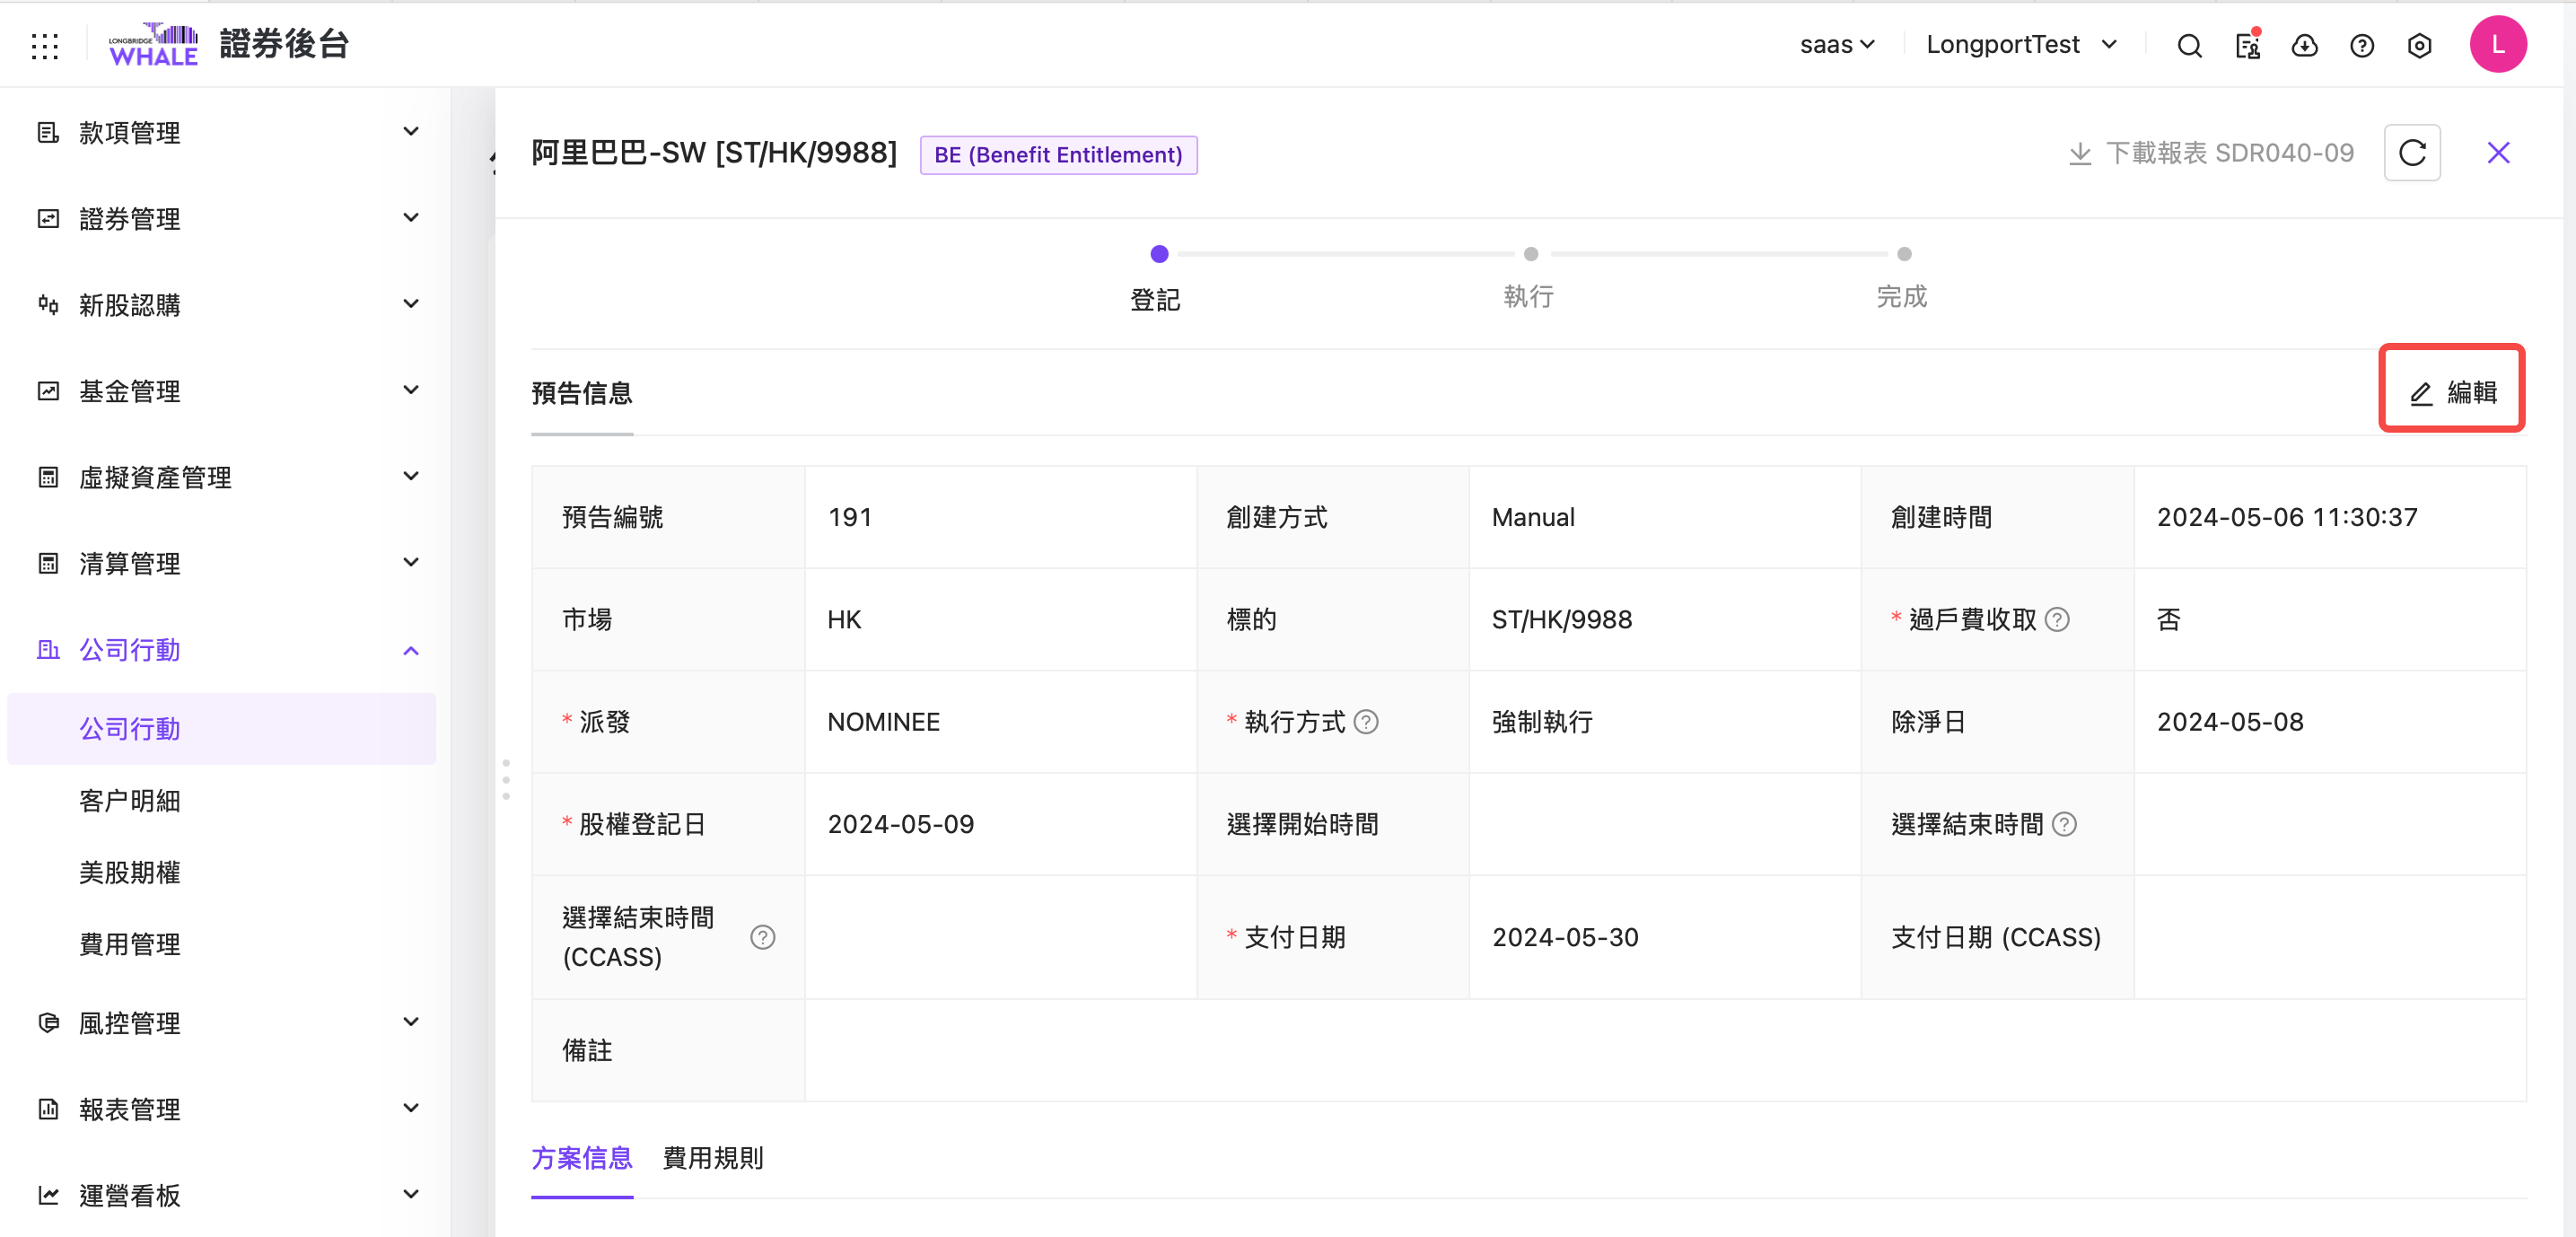 LONGBRIDGE
WHALE
證券後台
saas
LongportTest
L
款項管理
證券管理
新股認購
基金管理
虛擬資產管理
清算管理
公司行動
公司行動
客户明細
美股期權
費用管理
風控管理
報表管理
運營看板
阿里巴巴-SW [ST/HK/9988]
BE (Benefit Entitlement)
下載報表 SDR040-09
登記
執行
完成
預告信息
編輯
預告編號 191 創建方式 Manual 創建時間 2024-05-06 11:30:37
市場 HK 標的 ST/HK/9988 * 過戶費收取 否
* 派發 NOMINEE * 執行方式 強制執行 除淨日 2024-05-08
* 股權登記日 2024-05-09 選擇開始時間 選擇結束時間
選擇結束時間
(CCASS)
* 支付日期 2024-05-30 支付日期 (CCASS)
備註
方案信息 費用規則